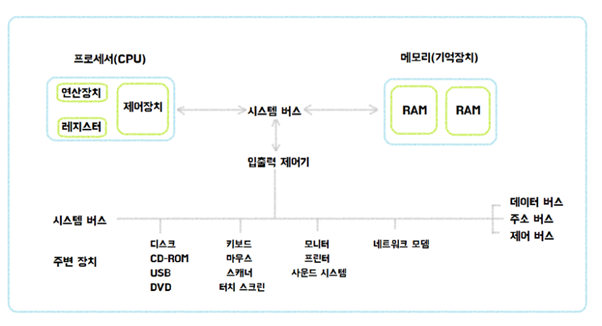 프로세서(CPU)
메모리(기억장치)
연산장치
제어장치
레지스터
시스템 버스
RAM
RAM
입출력 제어기
데이터 버스
시스템 버스
주소 버스
제어 버스
주변 장치
디스크
CD-ROM
USB
DVD
키보드
마우스
스캐너
터치 스크린
모니터
프린터
사운드 시스템
네트워크 모뎀